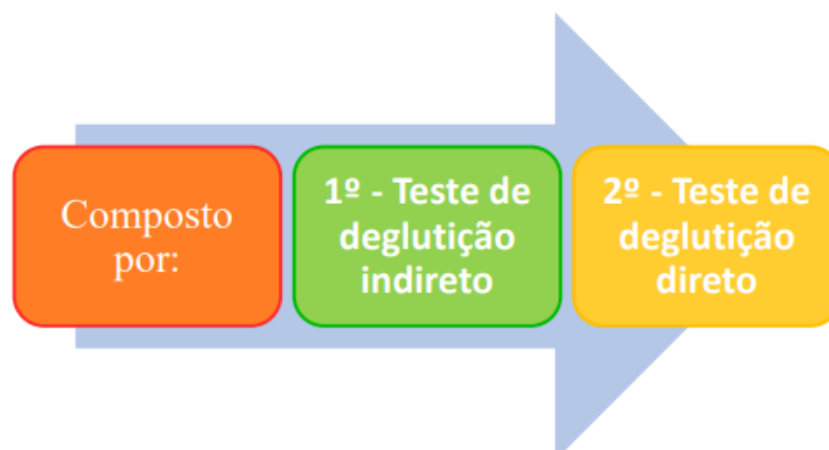 Composto
por:
1º - Teste de
deglutição
indireto
2º - Teste de
deglutição
direto